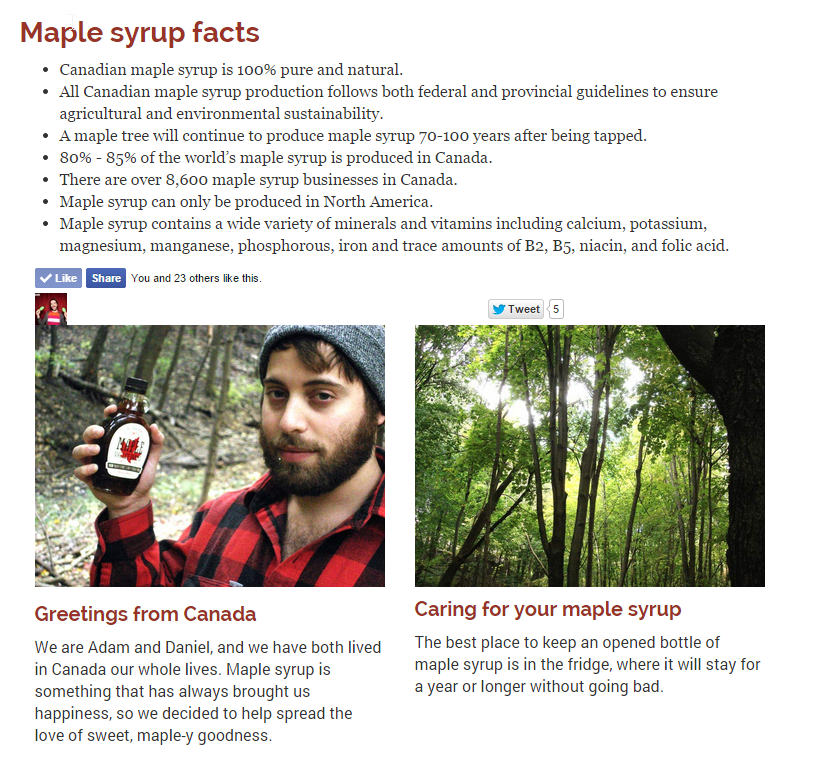 Maple syrup facts
Canadian maple syrup is 100% pure and natural.
All Canadian maple syrup production follows both federal and provincial guidelines to ensure
agricultural and environmental sustainability.
A maple tree will continue to produce maple syrup 70-100 years after being tapped.
80% - 85% of the world’s maple syrup is produced in Canada.
There are over 8,600 maple syrup businesses in Canada.
Maple syrup can only be produced in North America.
Maple syrup contains a wide variety of minerals and vitamins including calcium, potassium,
magnesium, manganese, phosphorous, iron and trace amounts of B2, B5, niacin, and folic acid.
Like Share You and 23 others like this.
Tweet 5
MAPLE
Greetings from Canada
We are Adam and Daniel, and we have both lived
in Canada our whole lives. Maple syrup is
something that has always brought us
happiness, so we decided to help spread the
love of sweet, maple-y goodness.
Caring for your maple syrup
The best place to keep an opened bottle of
maple syrup is in the fridge, where it will stay for
a year or longer without going bad.